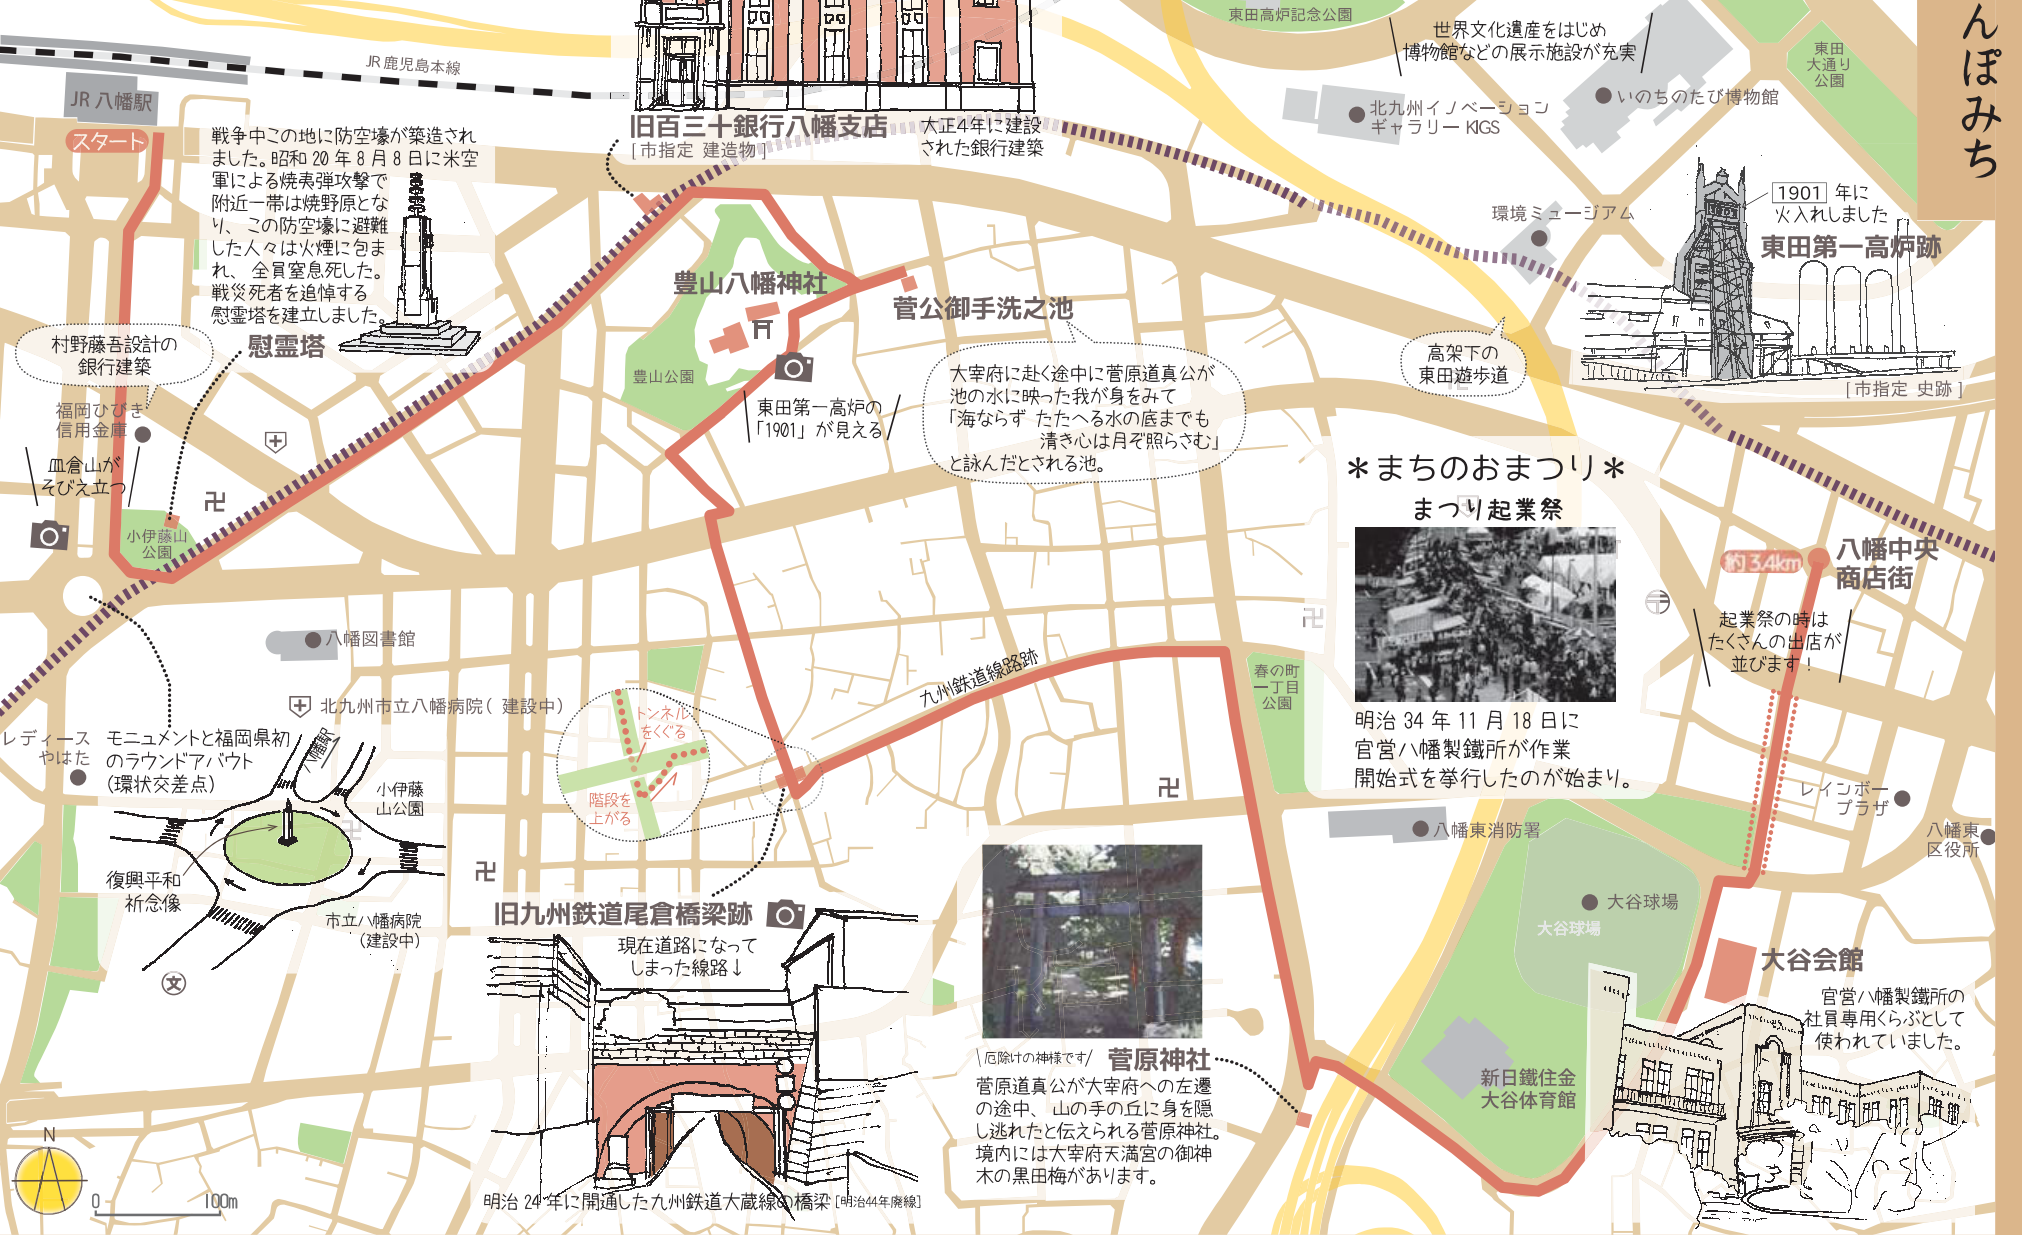 んぽみち
東田高炉記念公園
世界文化遺産をはじめ
博物館などの展示施設が充実
東田
大通り
公園
JR鹿児島本線
JR 八幡駅
スタート
戦争中この地に防空壕が築造され
ました。昭和 20 年 8 月 8 日に米空
軍による焼夷弾攻撃で
附近一帯は焼野原とな
り、この防空壕に避難
した人々は火煙に包ま
れ、全員窒息死した。
戦災死者を追悼する
慰霊塔を建立しました。
慰霊塔
旧百三十銀行八幡支店
[市指定 建造物]
大正4年に建設
された銀行建築
北九州イノベーション
ギャラリー KIGS
いのちのたび博物館
環境ミュージアム
1901 年に
火入れしました
東田第一高炉跡
[市指定 史跡]
村野藤吾設計の
銀行建築
福岡ひびき
信用金庫
皿倉山が
そびえ立つ
小伊藤山
公園
豊山八幡神社
豊山公園
菅公御手洗之池
東田第一高炉の
「1901」が見える
大宰府に赴く途中に菅原道真公が
池の水に映った我が身をみて
「海ならず たたへる水の底までも
清き心は月ぞ照らさむ」
と詠んだとされる池。
高架下の
東田遊歩道
＊まちのおまつり＊
まつり起業祭
明治 34 年 11 月 18 日に
官営八幡製鐵所が作業
開始式を挙行したのが始まり。
約 3.4km
八幡中央
商店街
起業祭の時は
たくさんの出店が
並びます！
八幡図書館
北九州市立八幡病院( 建設中)
レディース
やはた
モニュメントと福岡県初
のラウンドアバウト
(環状交差点)
八幡駅
小伊藤
山公園
復興平和
祈念像
市立八幡病院
(建設中)
文
トンネル
をくぐる
階段を
上がる
九州鉄道線路跡
春の町
一丁目
公園
レインボー
プラザ
八幡東
区役所
八幡東消防署
大谷球場
大谷球場
旧九州鉄道尾倉橋梁跡
現在道路になって
しまった線路↓
明治 24 年に開通した九州鉄道大蔵線の橋梁 [明治44年廃線]
\厄除けの神様です/
菅原神社
菅原道真公が大宰府への左遷
の途中、山の手の丘に身を隠
し逃れたと伝えられる菅原神社。
境内には大宰府天満宮の御神
木の黒田梅があります。
大谷会館
官営八幡製鐵所の
社員専用くらぶとして
使われていました。
新日鐵住金
大谷体育館
N
0 100m